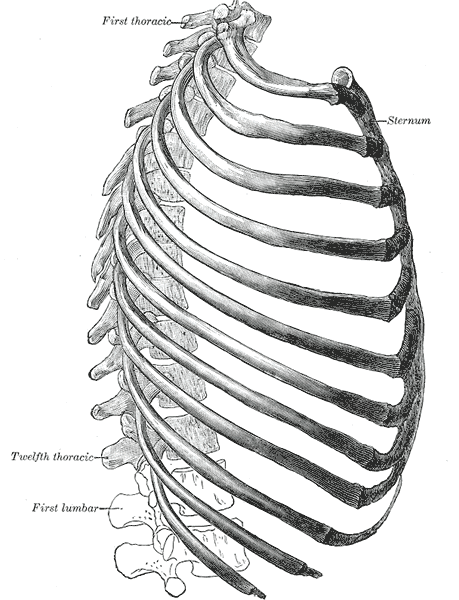 First thoracic
Sternum
Twelfth thoracic
First lumbar